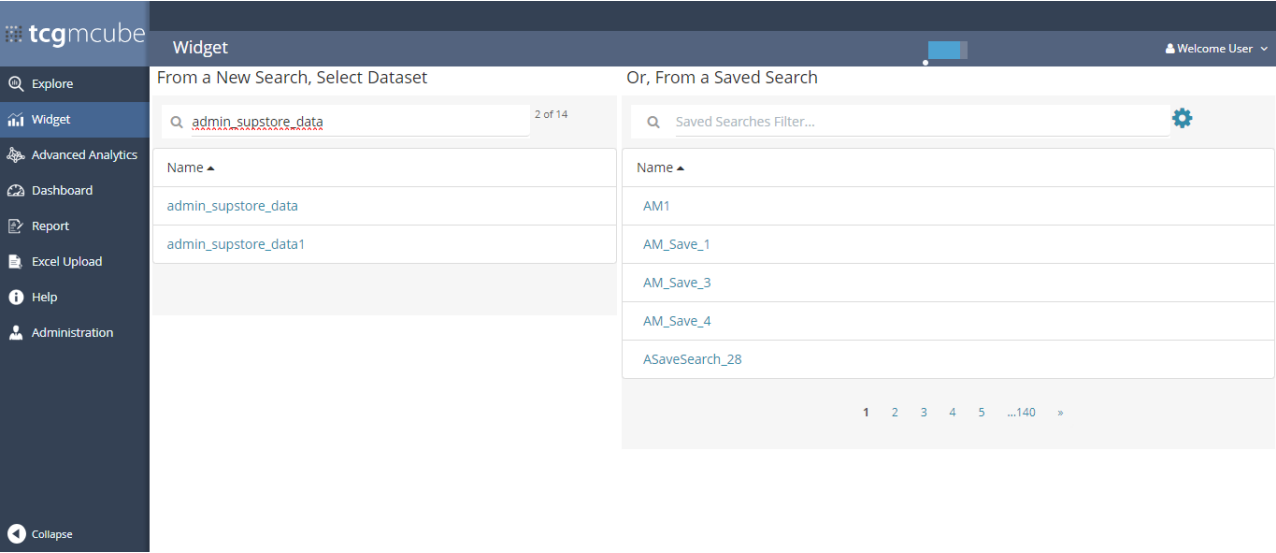 tcgmcube
Widget
Welcome User
Explore
Widget
Advanced Analytics
Dashboard
Report
Excel Upload
Help
Administration
Collapse
From a New Search, Select Dataset
admin_supstore_data
2 of 14
Name
admin_supstore_data
admin_supstore_data1
Or, From a Saved Search
Saved Searches Filter...
Name
AM1
AM_Save_1
AM_Save_3
AM_Save_4
ASaveSearch_28
1 2 3 4 5 ...140 »